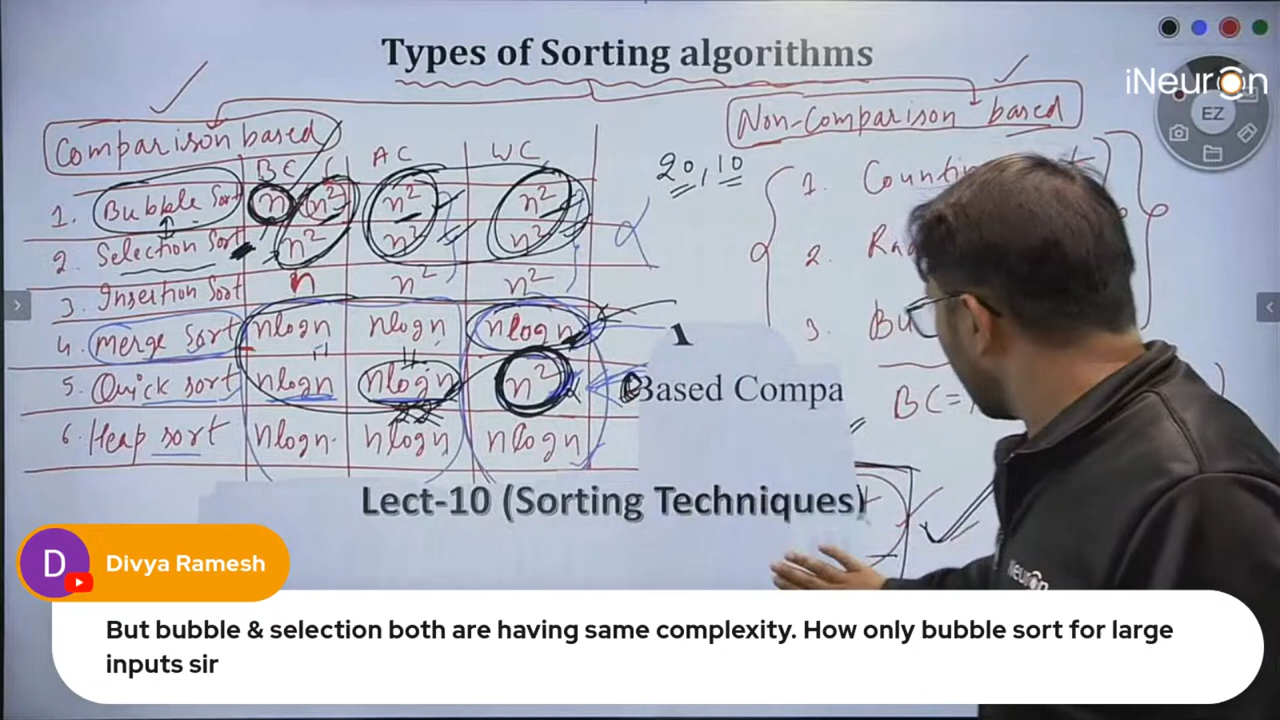 Types of Sorting algorithms
iNeuron
EZ
Comparison based
Non-Comparison based
BC AC WC
20, 10
1. Bubble Sort n n² n² n²
2. Selection Sort n² n² n²
3. Insertion Sort n n² n²
4. Merge Sort nlogn nlogn nlogn
5. Quick sort nlogn nlogn n²
6. Heap sort nlogn nlogn nlogn
1.
2.
3.
Based Compa
BC=
Lect-10 (Sorting Techniques)
iNeuron
D Divya Ramesh
But bubble & selection both are having same complexity. How only bubble sort for large
inputs sir